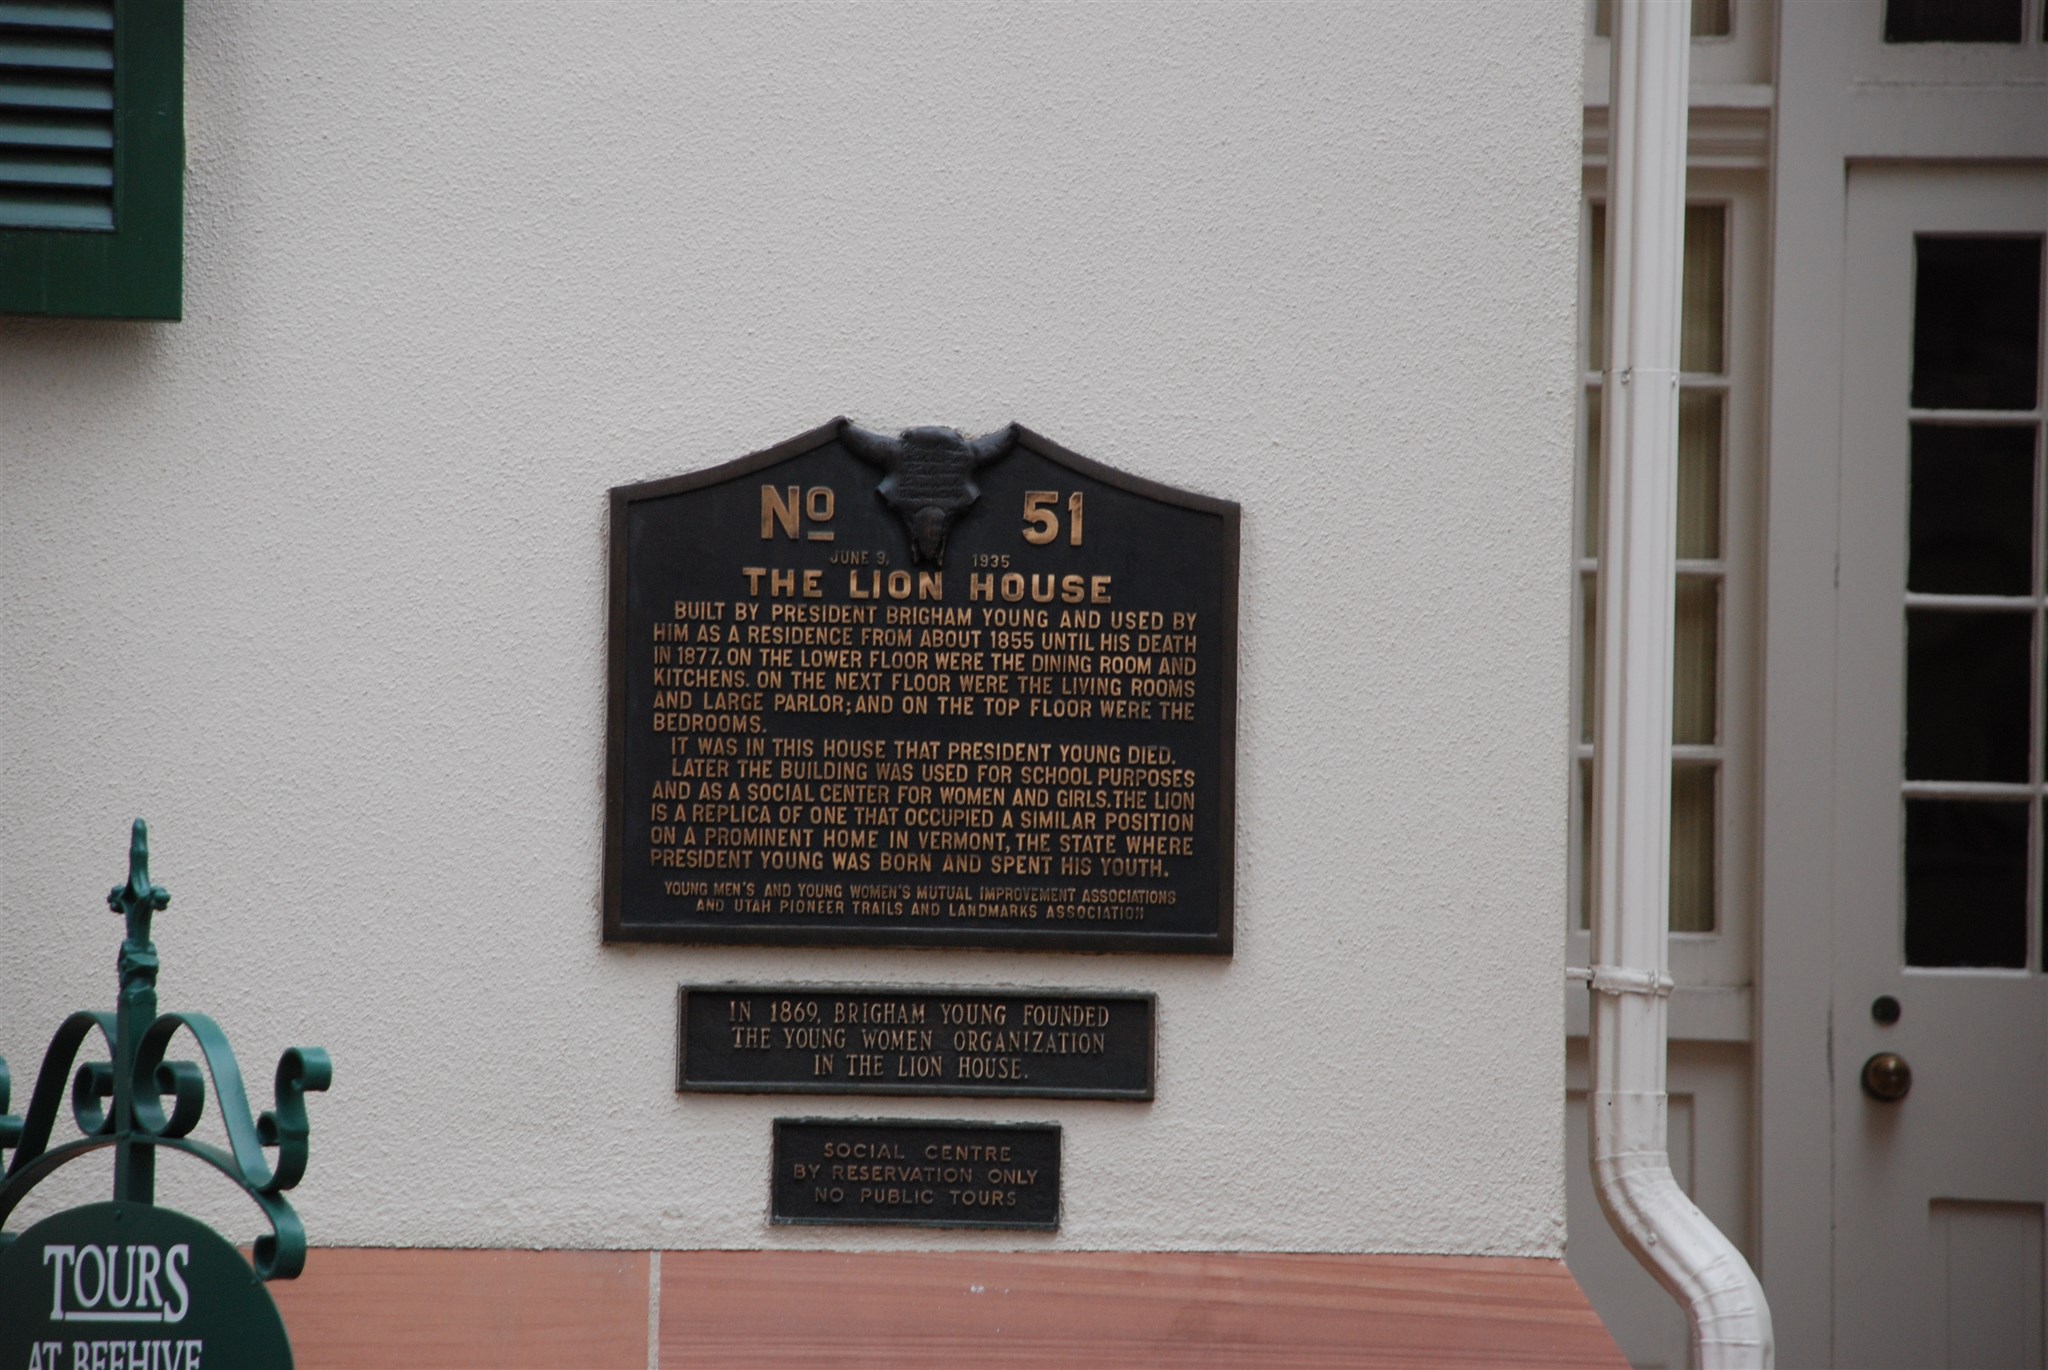 No 51
JUNE 9, 1935
THE LION HOUSE
BUILT BY PRESIDENT BRIGHAM YOUNG AND USED BY
HIM AS A RESIDENCE FROM ABOUT 1855 UNTIL HIS DEATH
IN 1877. ON THE LOWER FLOOR WERE THE DINING ROOM AND
KITCHENS. ON THE NEXT FLOOR WERE THE LIVING ROOMS
AND LARGE PARLOR; AND ON THE TOP FLOOR WERE THE
BEDROOMS.
IT WAS IN THIS HOUSE THAT PRESIDENT YOUNG DIED.
LATER THE BUILDING WAS USED FOR SCHOOL PURPOSES
AND AS A SOCIAL CENTER FOR WOMEN AND GIRLS. THE LION
IS A REPLICA OF ONE THAT OCCUPIED A SIMILAR POSITION
ON A PROMINENT HOME IN VERMONT, THE STATE WHERE
PRESIDENT YOUNG WAS BORN AND SPENT HIS YOUTH.
YOUNG MEN'S AND YOUNG WOMEN'S MUTUAL IMPROVEMENT ASSOCIATIONS
AND UTAH PIONEER TRAILS AND LANDMARKS ASSOCIATION
IN 1869, BRIGHAM YOUNG FOUNDED
THE YOUNG WOMEN ORGANIZATION
IN THE LION HOUSE.
SOCIAL CENTRE
BY RESERVATION ONLY
NO PUBLIC TOURS
TOURS
AT BEEHIVE